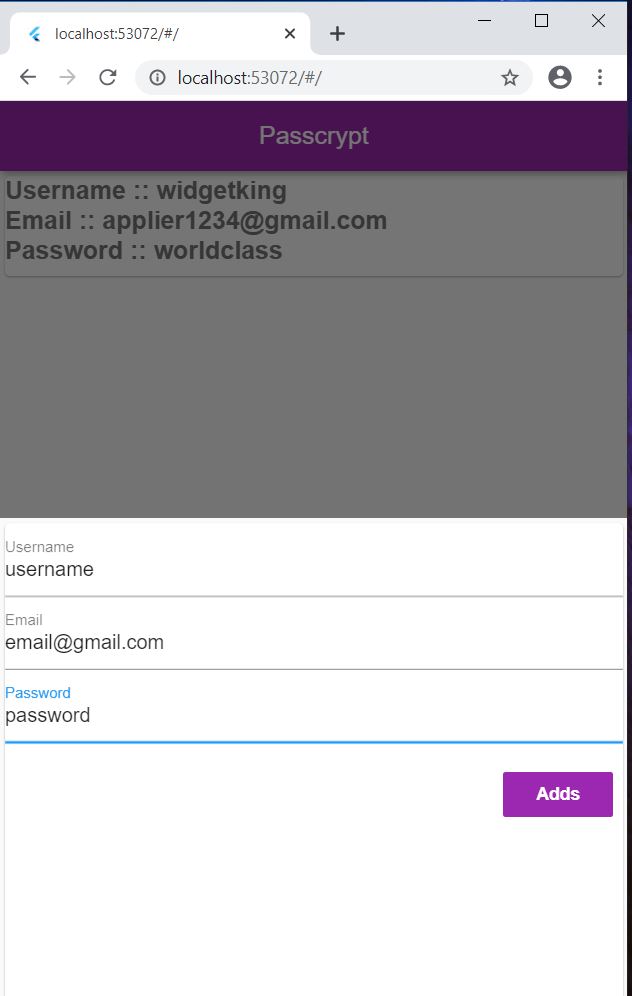 localhost:53072/#/
localhost:53072/#/
Passcrypt
Username :: widgetking
Email :: applier1234@gmail.com
Password :: worldclass
Username
username
Email
email@gmail.com
Password
password
Adds